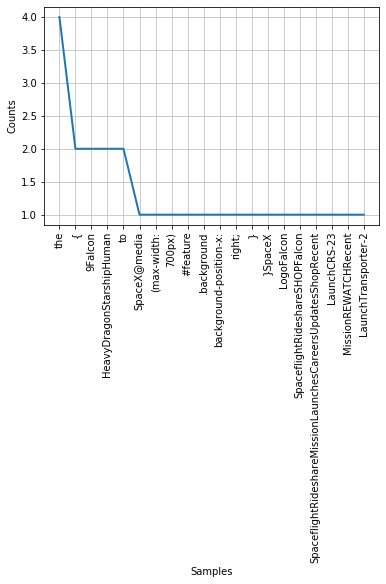 4.0
3.5
3.0
2.5
2.0
1.5
1.0
Counts
the
{
9Falcon
HeavyDragonStarshipHuman
to
SpaceX@media
(max-width:
700px)
#feature
.background
background-position-x:
right;
}
}SpaceX
LogoFalcon
SpaceflightRideshareSHOPFalcon
SpaceflightRideshareMissionLaunchesCareersUpdatesShopRecent
LaunchCRS-23
MissionREWATCHRecent
LaunchTransporter-2
Samples